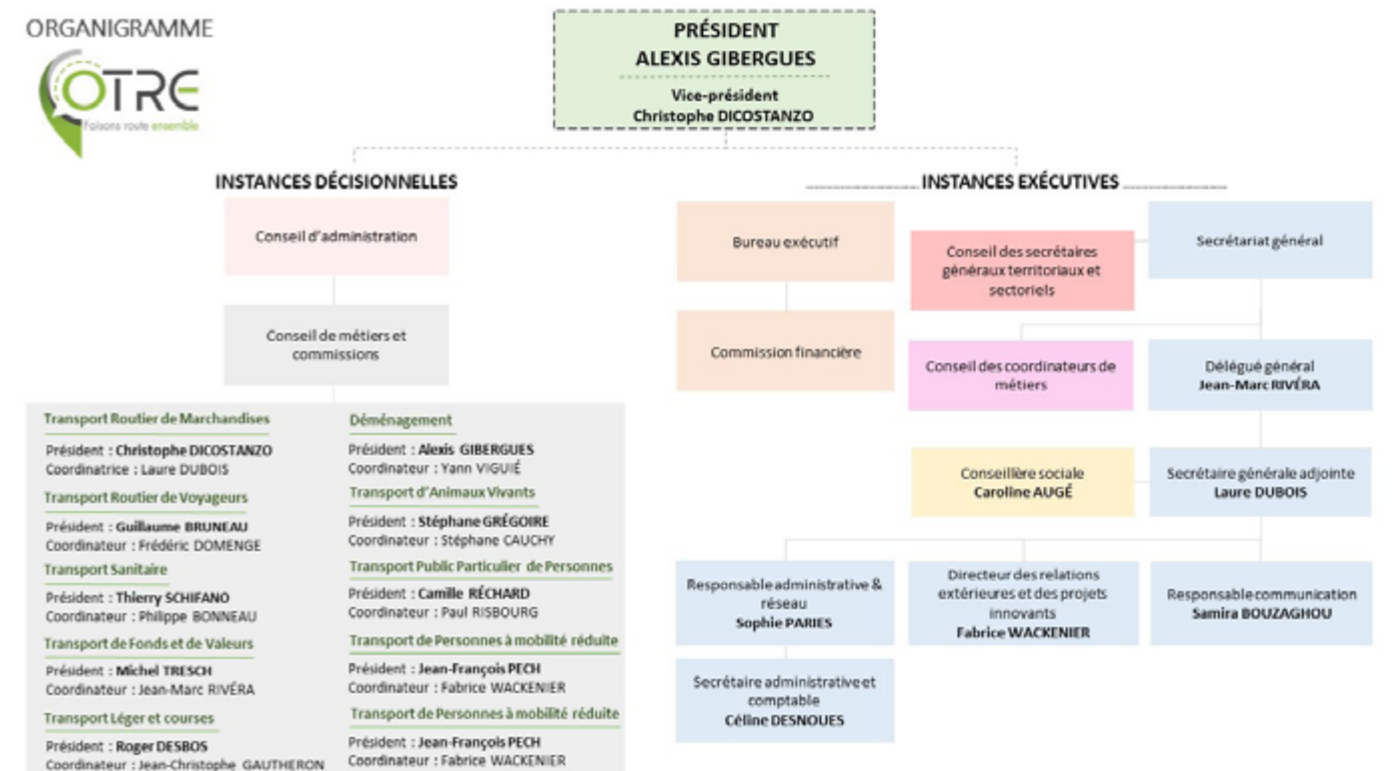 ORGANIGRAMME
OTRE
Faisons route ensemble
PRÉSIDENT
ALEXIS GIBERGUES
Vice-président
Christophe DICOSTANZO
INSTANCES DÉCISIONNELLES
Conseil d'administration
Conseil de métiers et
commissions
Transport Routier de Marchandises
Président : Christophe DICOSTANZO
Coordinatrice : Laure DUBOIS
Transport Routier de Voyageurs
Président : Guillaume BRUNEAU
Coordinateur : Frédéric DOMENGE
Transport Sanitaire
Président : Thierry SCHIFANO
Coordinateur : Philippe BONNEAU
Transport de Fonds et de Valeurs
Président : Michel TRESCH
Coordinateur : Jean-Marc RIVÉRA
Transport Léger et courses
Président : Roger DESBOS
Coordinateur : Jean-Christophe GAUTHERON
Déménagement
Président : Alexis GIBERGUES
Coordinateur : Yann VIGUIÉ
Transport d'Animaux Vivants
Président : Stéphane GRÉGOIRE
Coordinateur : Stéphane CAUCHY
Transport Public Particulier de Personnes
Président : Camille RÉCHARD
Coordinateur : Paul RISBOURG
Transport de Personnes à mobilité réduite
Président : Jean-François PECH
Coordinateur : Fabrice WACKENIER
Transport de Personnes à mobilité réduite
Président : Jean-François PECH
Coordinateur : Fabrice WACKENIER
INSTANCES EXÉCUTIVES
Bureau exécutif
Commission financière
Conseil des secrétaires
généraux territoriaux et
sectoriels
Secrétariat général
Conseil des coordinateurs de
métiers
Délégué général
Jean-Marc RIVÉRA
Conseillère sociale
Caroline AUGÉ
Secrétaire générale adjointe
Laure DUBOIS
Responsable administrative &
réseau
Sophie PARIES
Directeur des relations
extérieures et des projets
innovants
Fabrice WACKENIER
Responsable communication
Samira BOUZAGHOU
Secrétaire administrative et
comptable
Céline DESNOUES